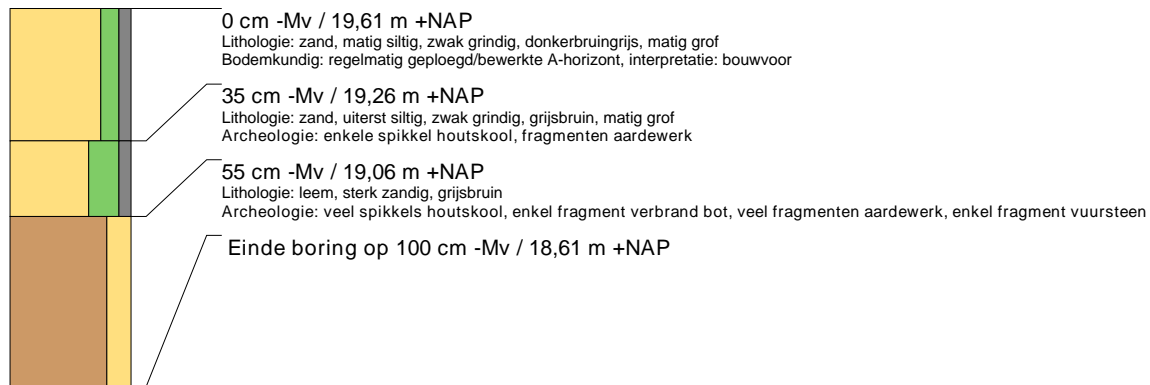 0 cm -Mv / 19,61 m +NAP
Lithologie: zand, matig siltig, zwak grindig, donkerbruingrijs, matig grof
Bodemkundig: regelmatig geploegd/bewerkte A-horizont, interpretatie: bouwvoor
35 cm -Mv / 19,26 m +NAP
Lithologie: zand, uiterst siltig, zwak grindig, grijsbruin, matig grof
Archeologie: enkele spikkel houtskool, fragmenten aardewerk
55 cm -Mv / 19,06 m +NAP
Lithologie: leem, sterk zandig, grijsbruin
Archeologie: veel spikkels houtskool, enkel fragment verbrand bot, veel fragmenten aardewerk, enkel fragment vuursteen
Einde boring op 100 cm -Mv / 18,61 m +NAP